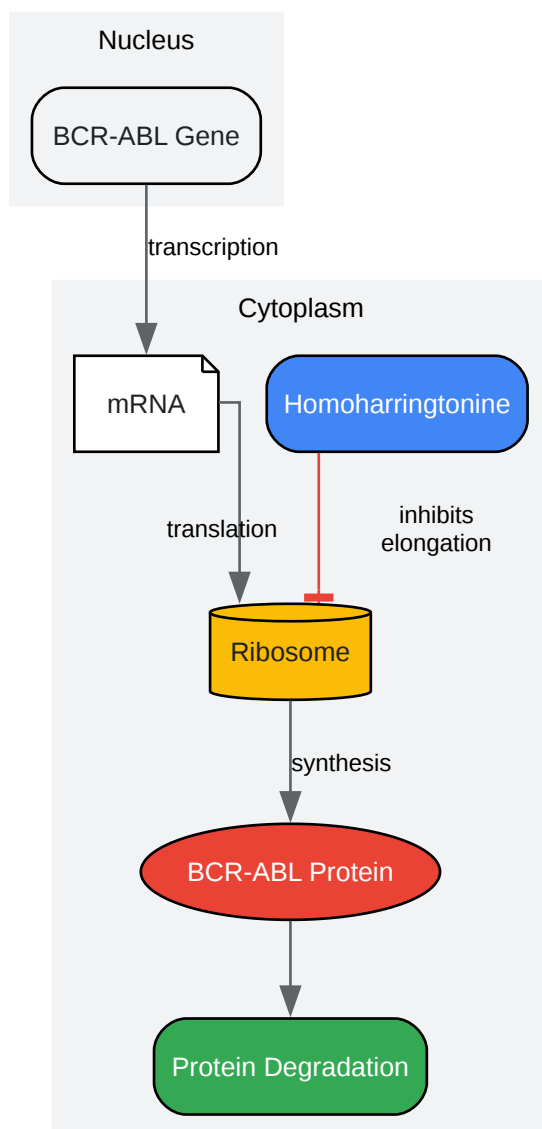 Nucleus
BCR-ABL Gene
transcription
Cytoplasm
mRNA
Homoharringtonine
translation
inhibits
elongation
Ribosome
synthesis
BCR-ABL Protein
Protein Degradation